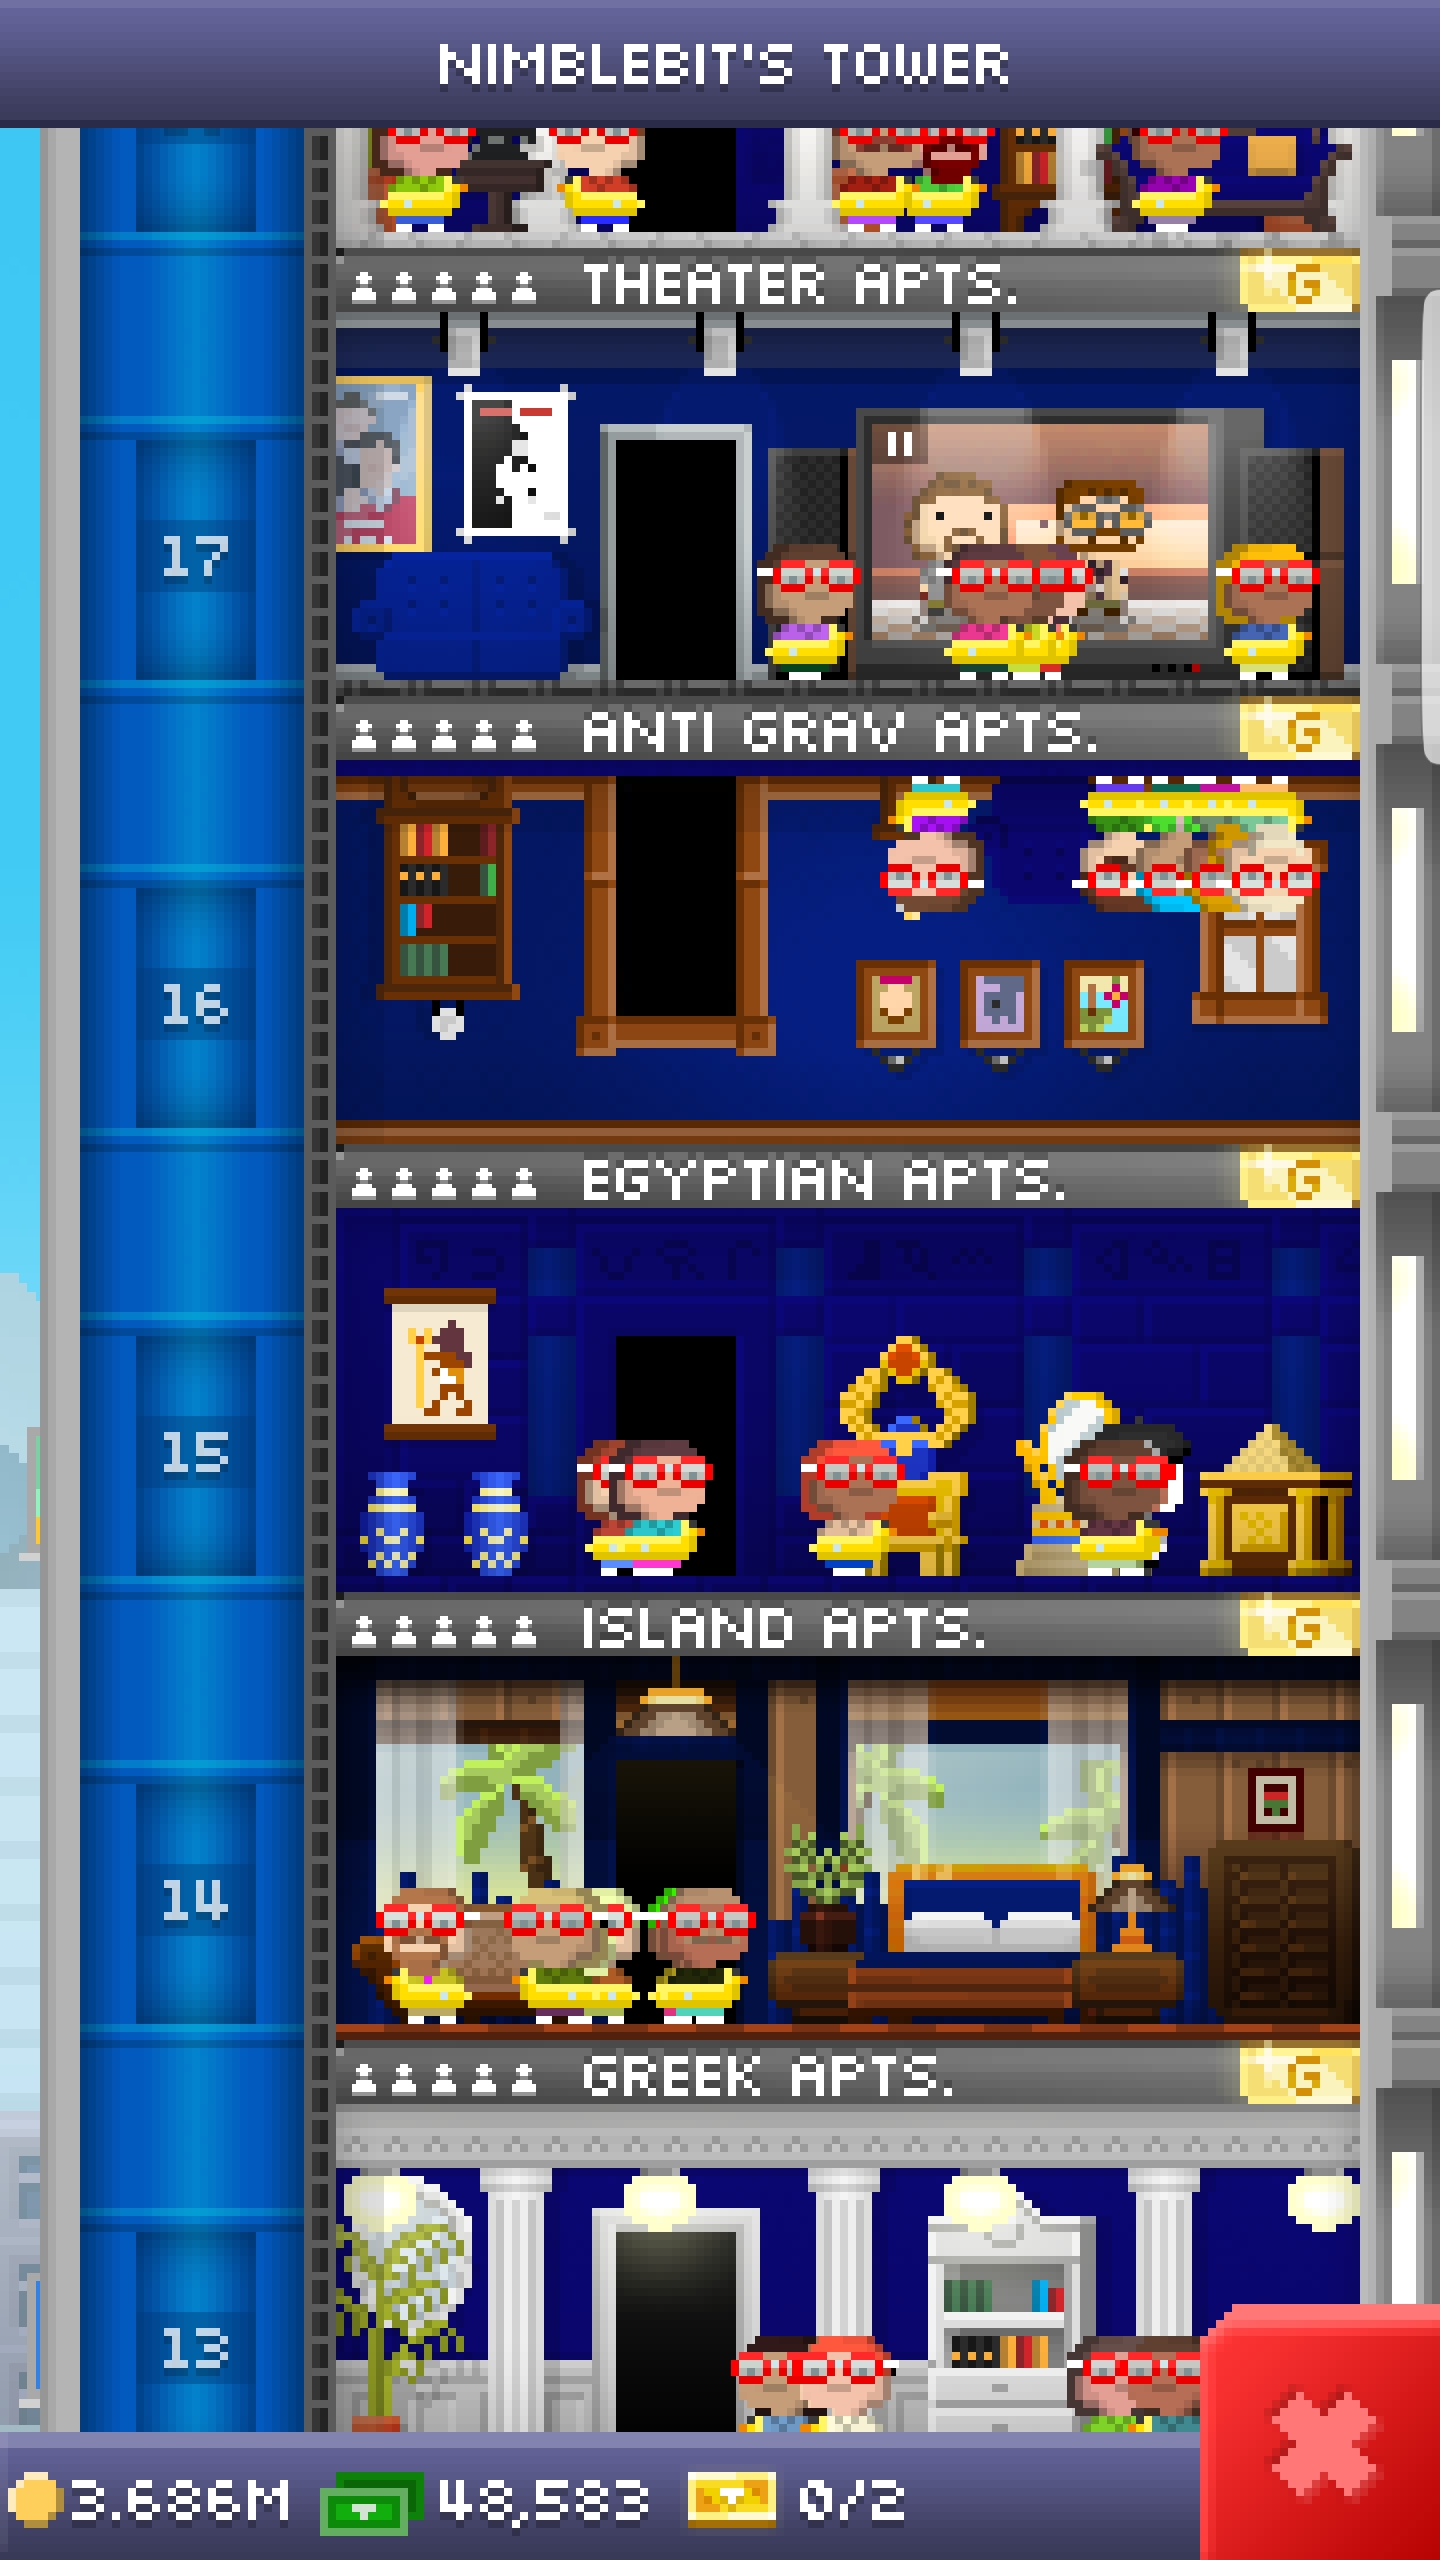 NIMBLEBIT'S TOWER
THEATER APTS. G
17
ANTI GRAV APTS. G
16
EGYPTIAN APTS. G
15
ISLAND APTS. G
14
GREEK APTS. G
13
3.686M 48,583 0/2